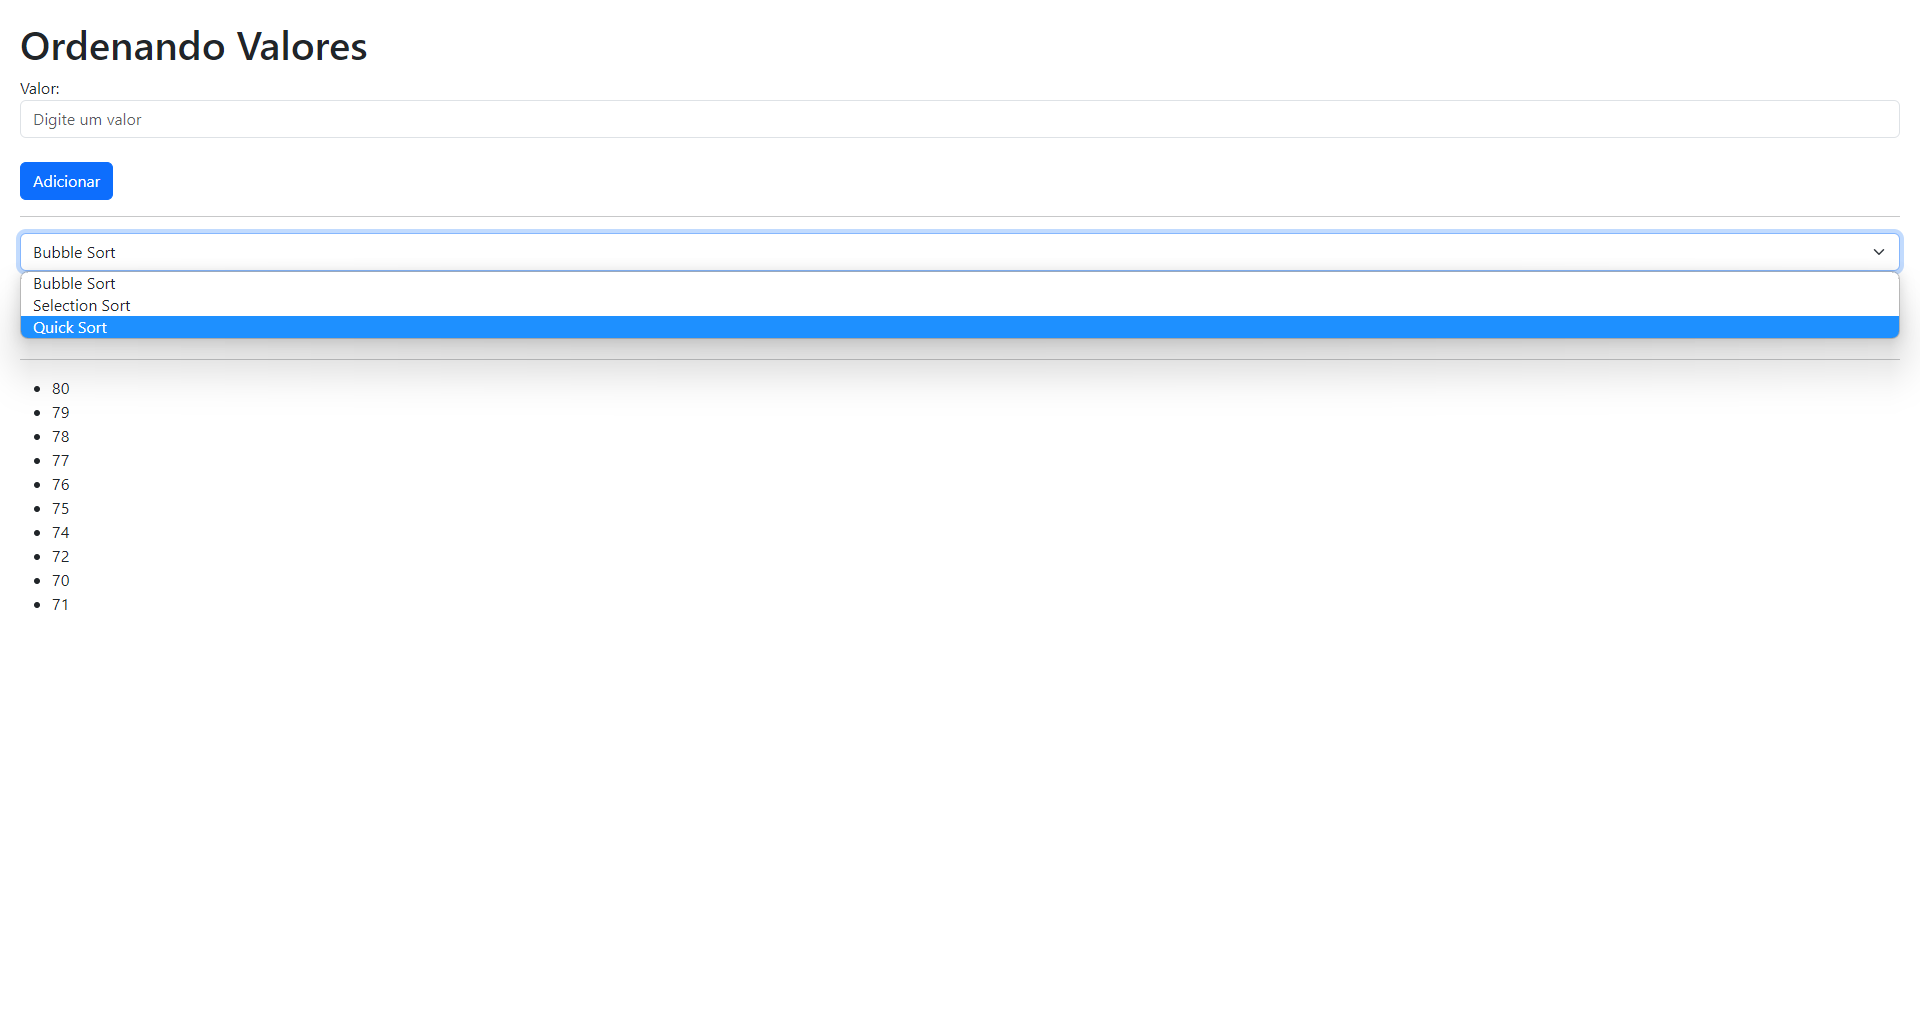 Ordenando Valores
Valor:
Digite um valor
Adicionar
Bubble Sort
Bubble Sort
Selection Sort
Quick Sort
80
79
78
77
76
75
74
72
70
71